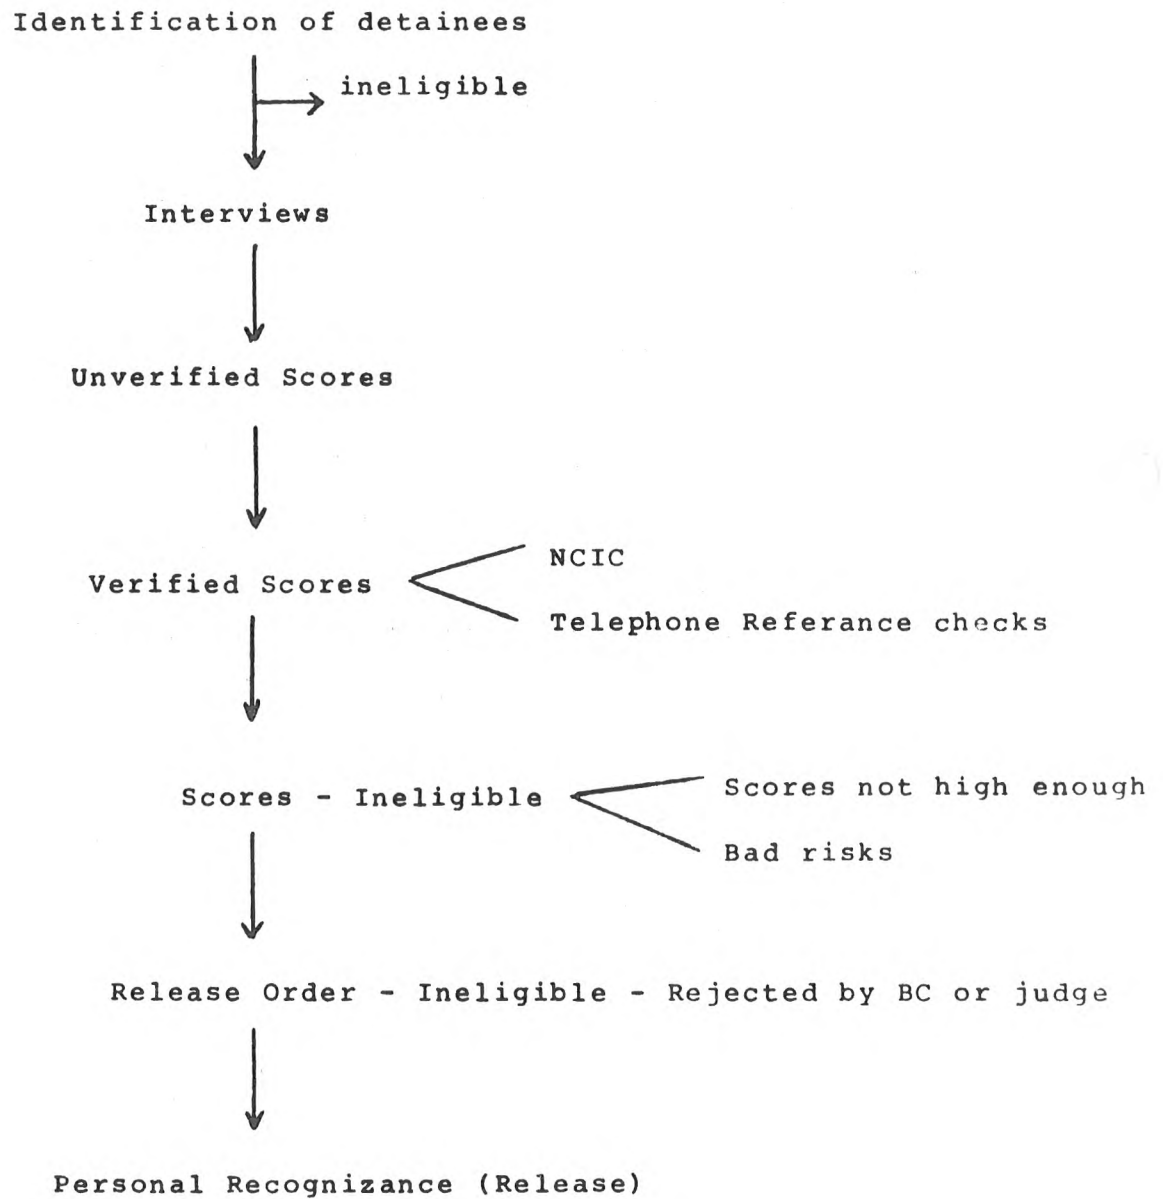 Identification of detainees
ineligible
Interviews
Unverified Scores
Verified Scores
NCIC
Telephone Referance checks
Scores - Ineligible
Scores not high enough
Bad risks
Release Order - Ineligible - Rejected by BC or judge
Personal Recognizance (Release)